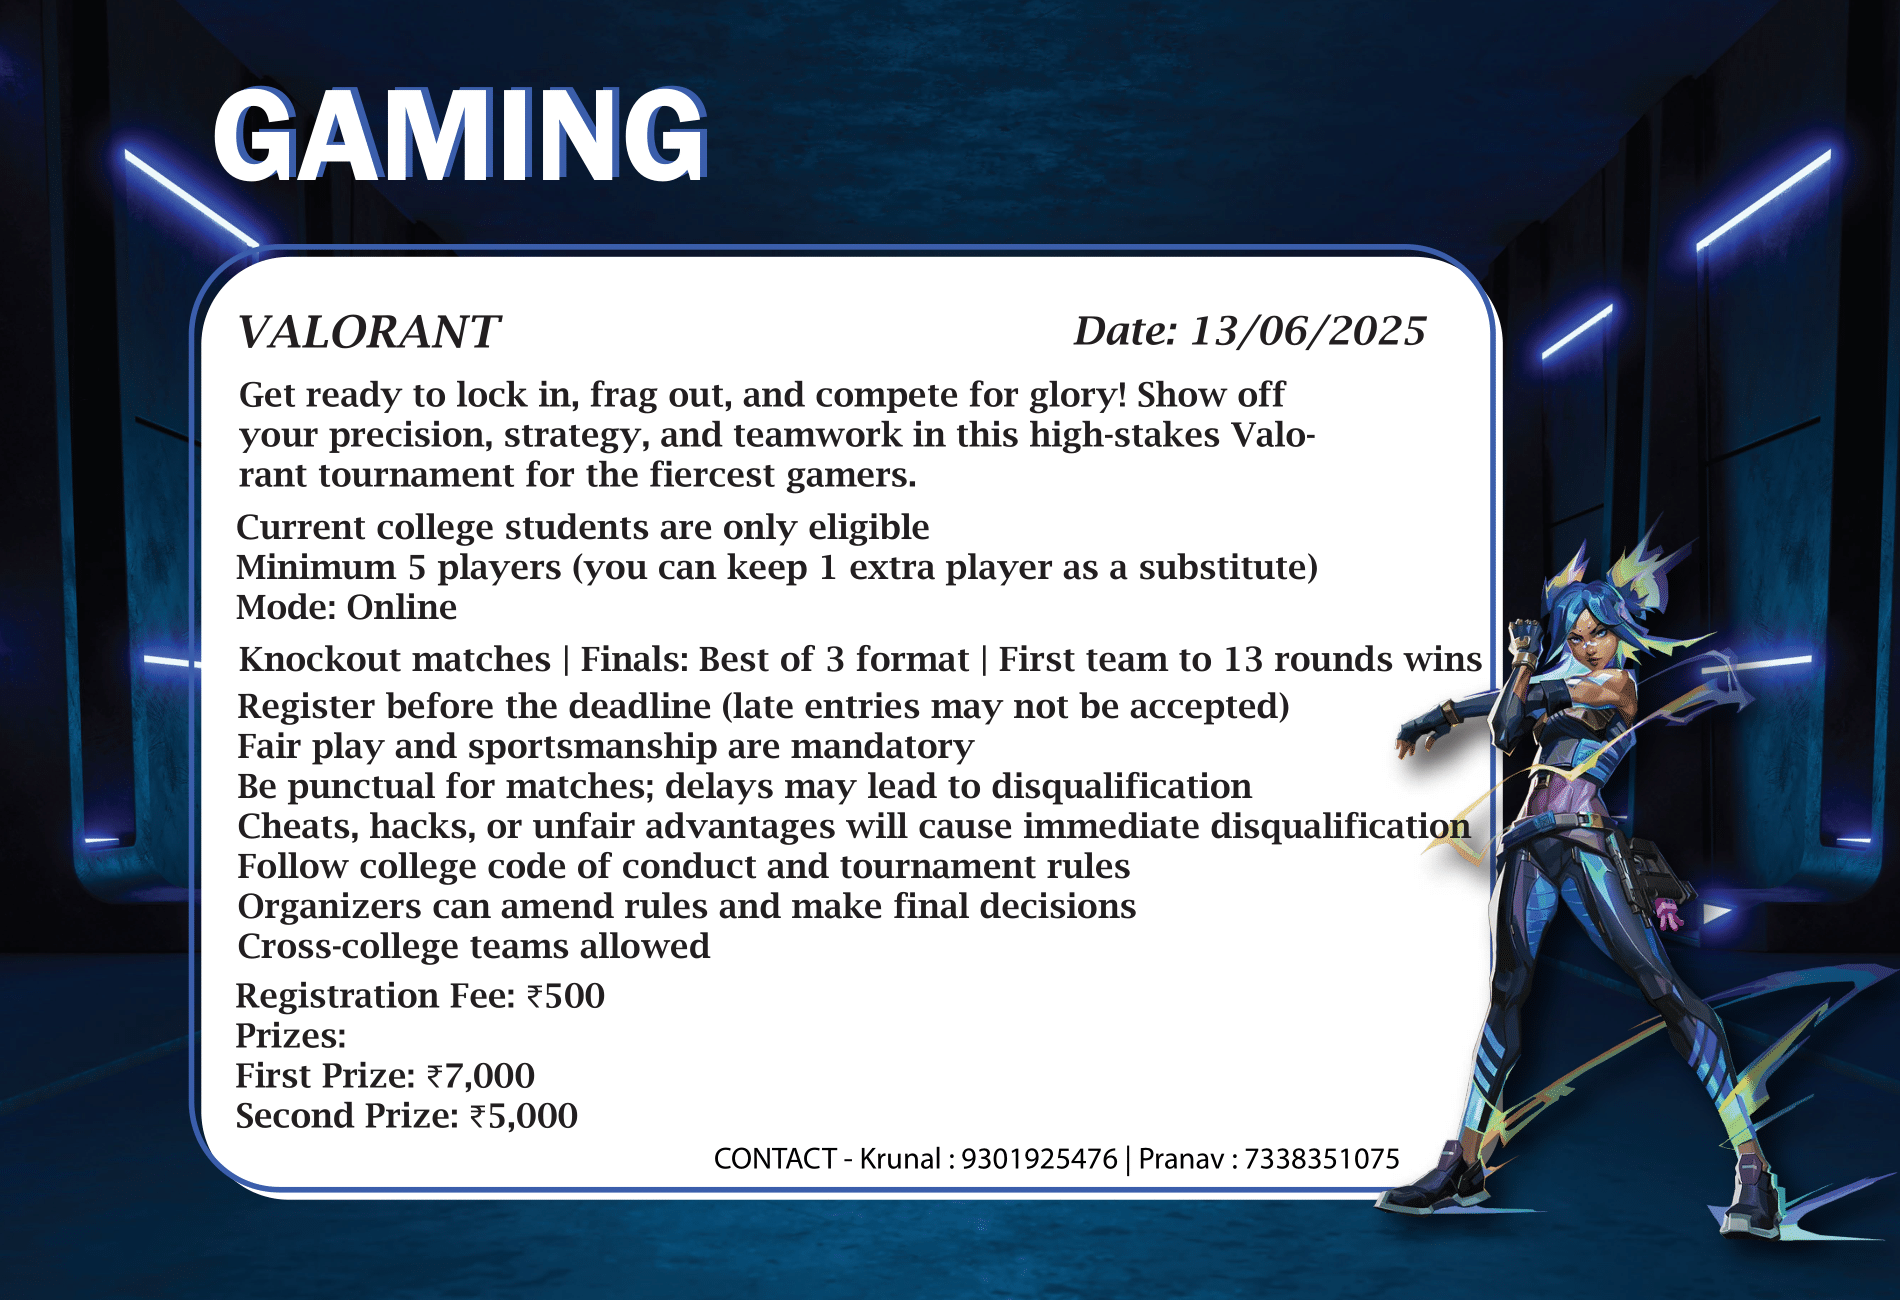 GAMING
VALORANT
Date: 13/06/2025
Get ready to lock in, frag out, and compete for glory! Show off
your precision, strategy, and teamwork in this high-stakes Valo-
rant tournament for the fiercest gamers.
Current college students are only eligible
Minimum 5 players (you can keep 1 extra player as a substitute)
Mode: Online
Knockout matches | Finals: Best of 3 format | First team to 13 rounds wins
Register before the deadline (late entries may not be accepted)
Fair play and sportsmanship are mandatory
Be punctual for matches; delays may lead to disqualification
Cheats, hacks, or unfair advantages will cause immediate disqualification
Follow college code of conduct and tournament rules
Organizers can amend rules and make final decisions
Cross-college teams allowed
Registration Fee: ₹500
Prizes:
First Prize: ₹7,000
Second Prize: ₹5,000
CONTACT - Krunal : 9301925476 | Pranav : 7338351075